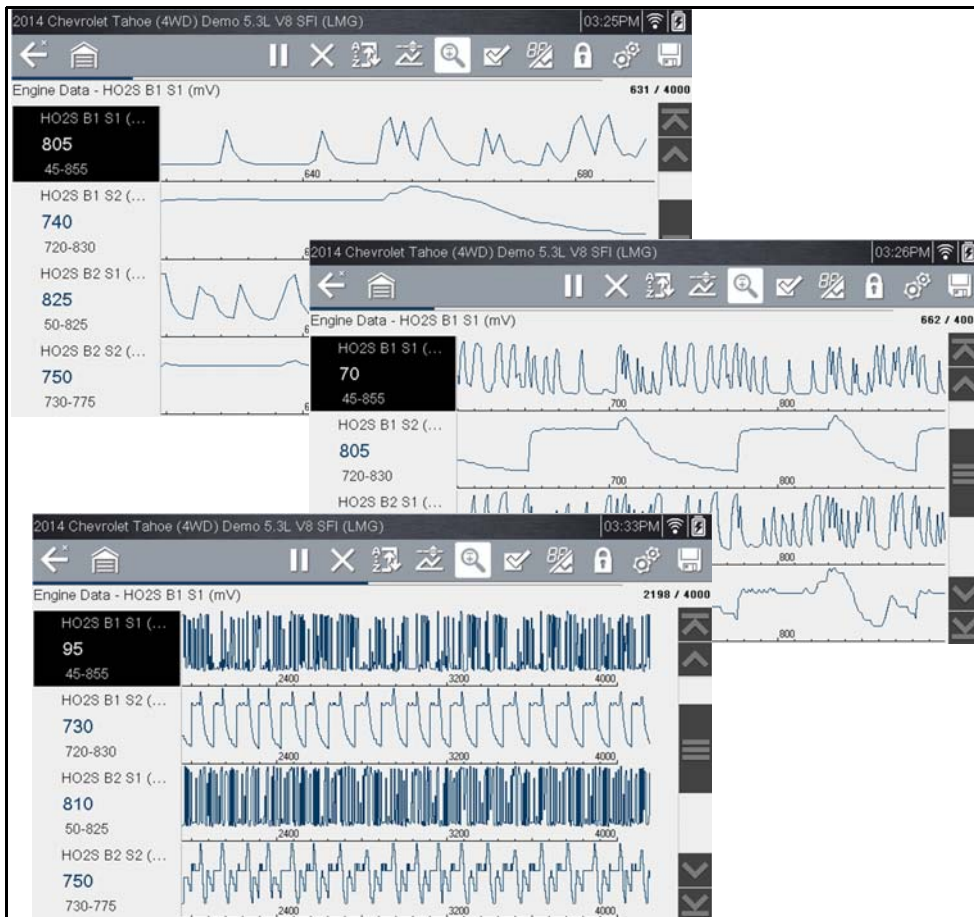 2014 Chevrolet Tahoe (4WD) Demo 5.3L V8 SFI (LMG) 03:25PM
Engine Data - HO2S B1 S1 (mV) 631 / 4000
HO2S B1 S1 (...
805
45-855
640 680
HO2S B1 S2 (...
740
720-830
HO2S B2 S1 (...
825
50-825
HO2S B2 S2 (...
750
730-775
2014 Chevrolet Tahoe (4WD) Demo 5.3L V8 SFI (LMG) 03:26PM
Engine Data - HO2S B1 S1 (mV) 662 / 400
HO2S B1 S1 (...
70
45-855
700 800
HO2S B1 S2 (...
805
720-830
700 800
HO2S B2 S1 (...
800
800
2014 Chevrolet Tahoe (4WD) Demo 5.3L V8 SFI (LMG) 03:33PM
Engine Data - HO2S B1 S1 (mV) 2198 / 4000
HO2S B1 S1 (...
95
45-855
2400 3200 4000
HO2S B1 S2 (...
730
720-830
2400 3200 4000
HO2S B2 S1 (...
810
50-825
2400 3200 4000
HO2S B2 S2 (...
750
730-775
2400 3200 4000